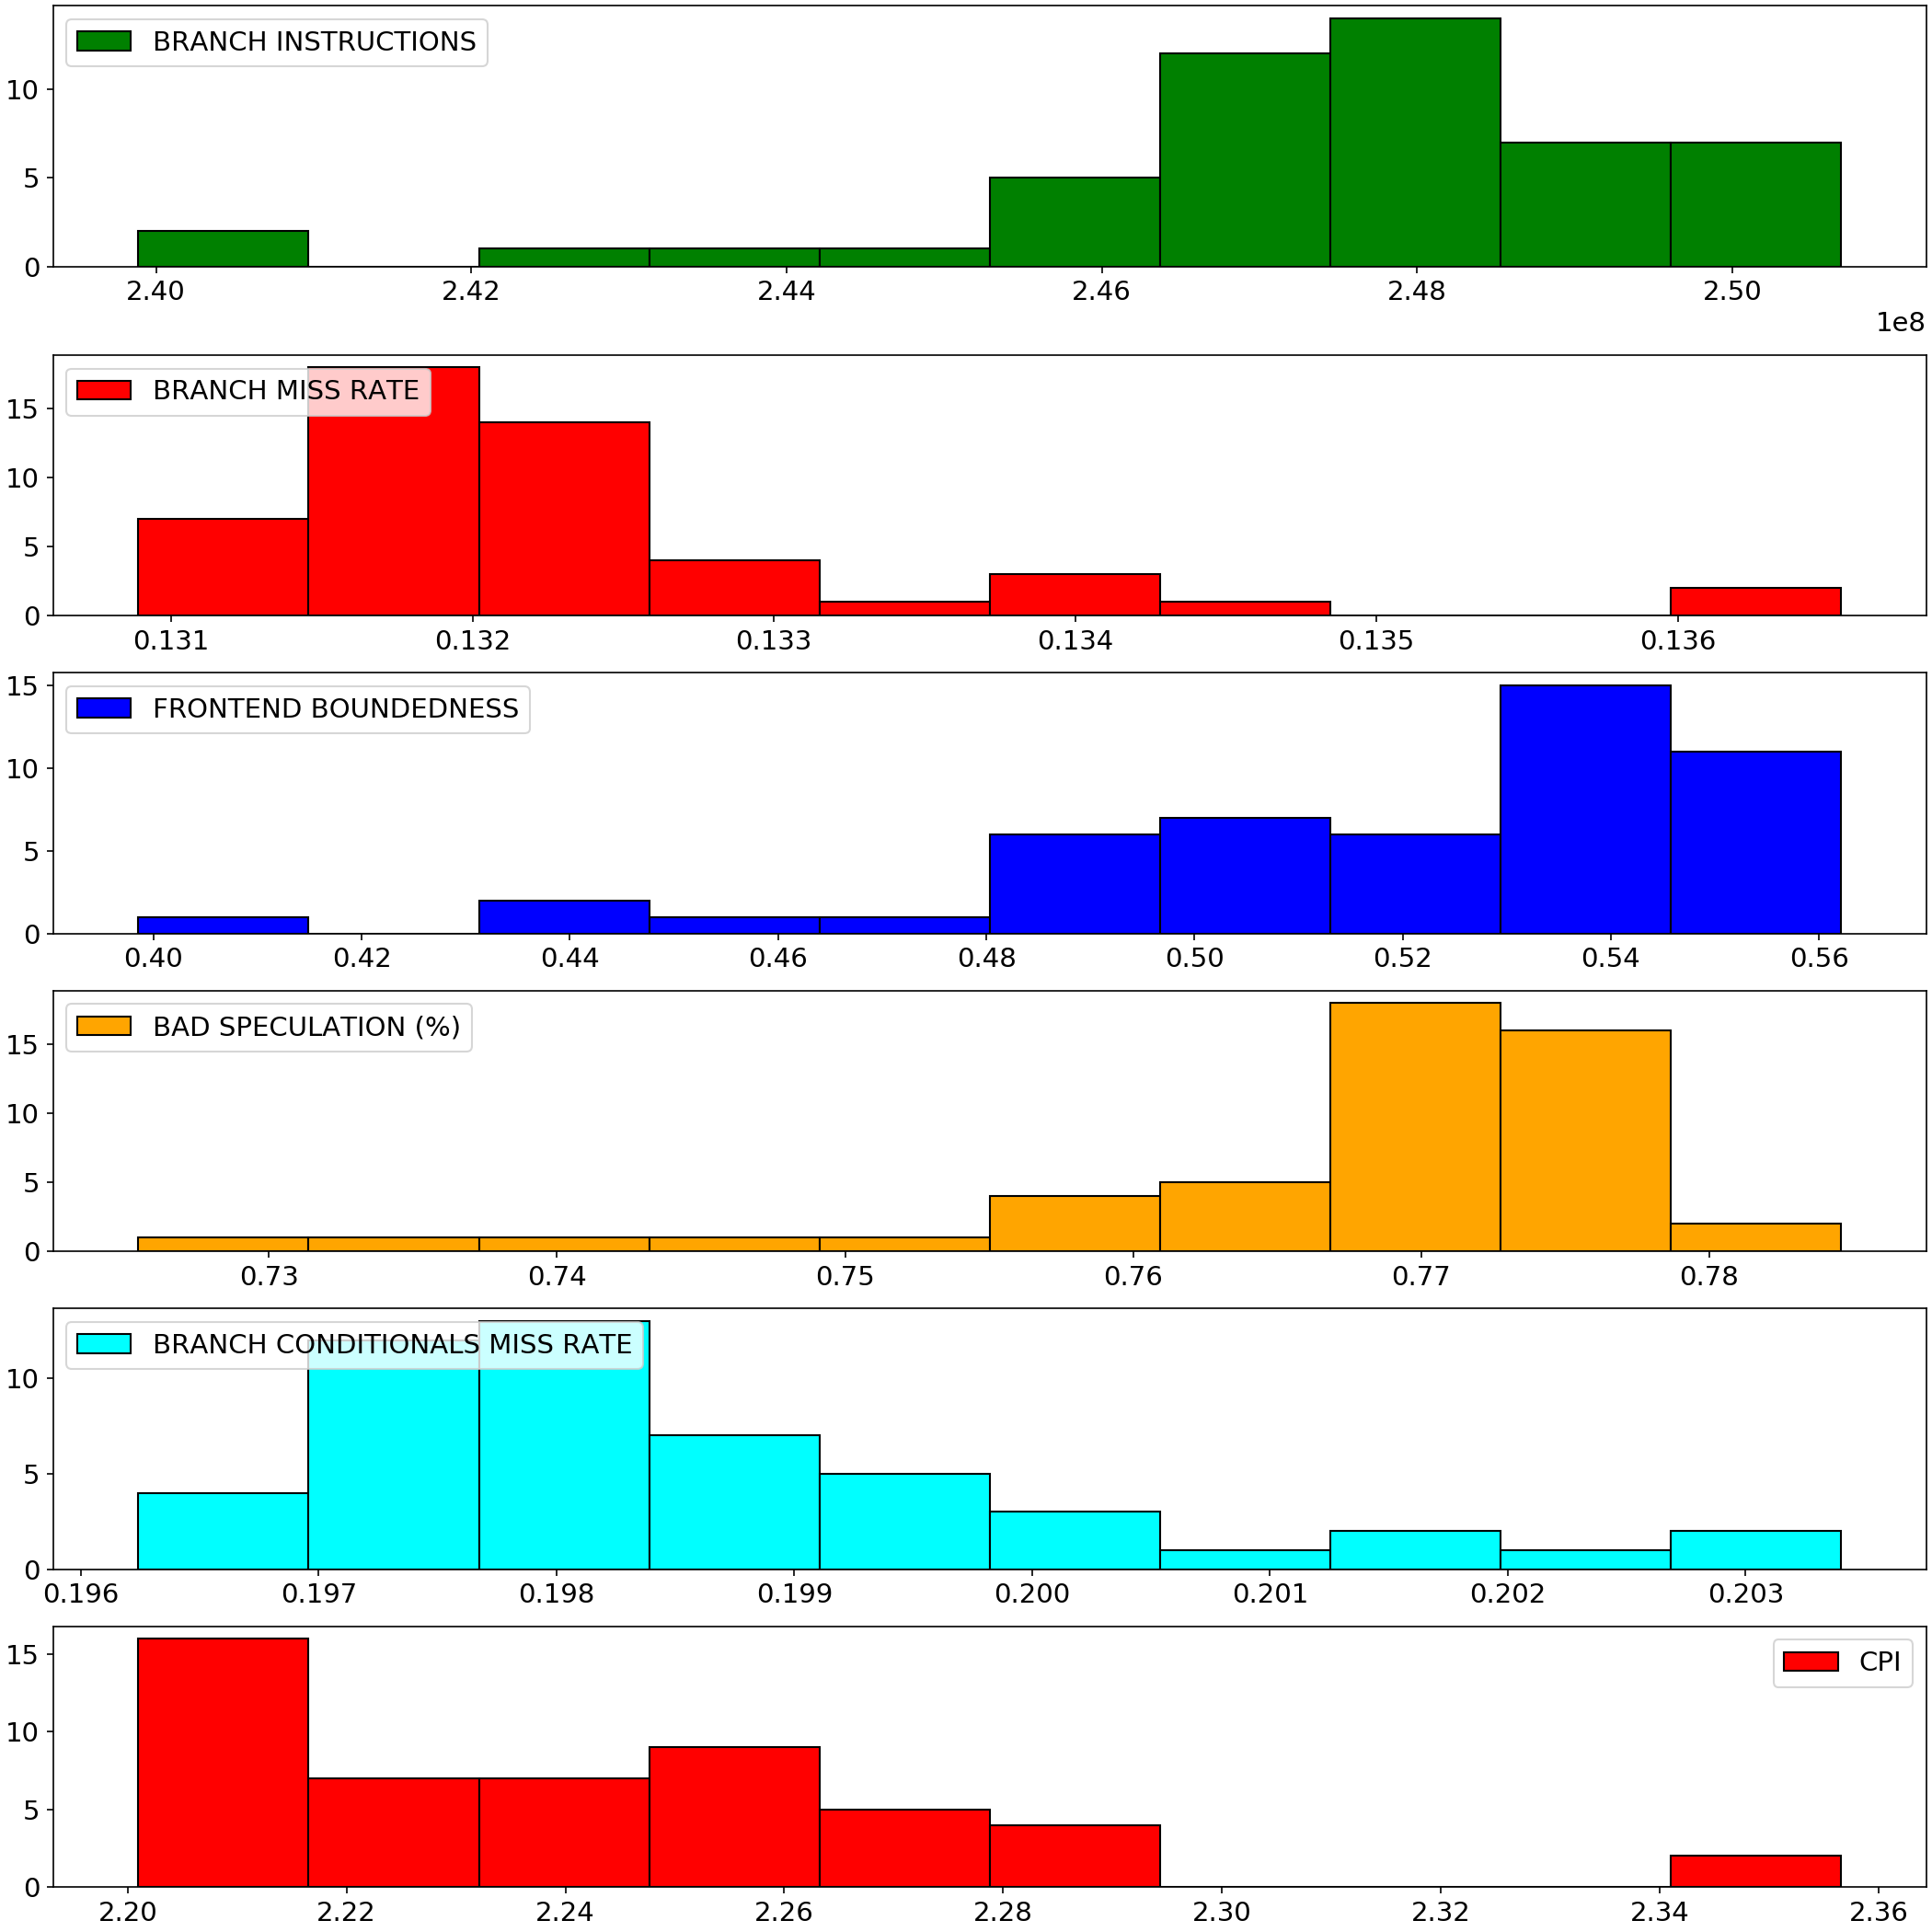 BRANCH INSTRUCTIONS
10
5
0
2.40 2.42 2.44 2.46 2.48 2.50
1e8
BRANCH MISS RATE
15
10
5
0
0.131 0.132 0.133 0.134 0.135 0.136
15
FRONTEND BOUNDEDNESS
10
5
0
0.40 0.42 0.44 0.46 0.48 0.50 0.52 0.54 0.56
BAD SPECULATION (%)
15
10
5
0
0.73 0.74 0.75 0.76 0.77 0.78
BRANCH CONDITIONALS MISS RATE
10
5
0
0.196 0.197 0.198 0.199 0.200 0.201 0.202 0.203
15
CPI
10
5
0
2.20 2.22 2.24 2.26 2.28 2.30 2.32 2.34 2.36